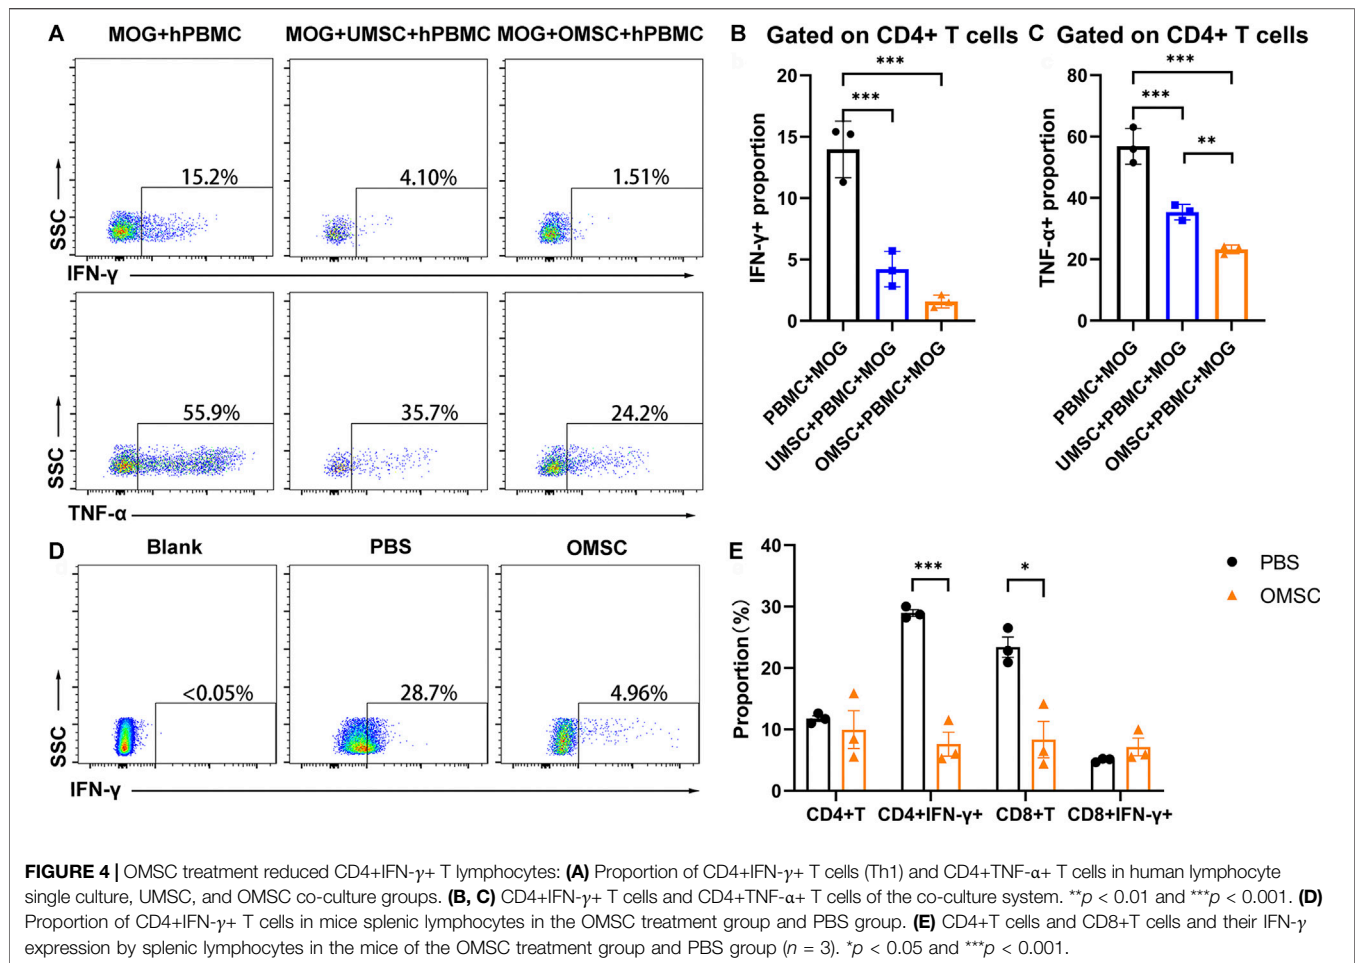 A
MOG+hPBMC
MOG+UMSC+hPBMC
MOG+OMSC+hPBMC
SSC
15.2%
4.10%
1.51%
IFN-γ
SSC
55.9%
35.7%
24.2%
TNF-α
B
Gated on CD4+ T cells
IFN-γ+ proportion
20
15
10
5
0
***
***
PBMC+MOG
UMSC+PBMC+MOG
OMSC+PBMC+MOG
C
Gated on CD4+ T cells
TNF-α+ proportion
80
60
40
20
0
***
***
**
PBMC+MOG
UMSC+PBMC+MOG
OMSC+PBMC+MOG
D
Blank
PBS
OMSC
SSC
<0.05%
28.7%
4.96%
IFN-γ
E
Proportion(%)
40
30
20
10
0
***
*
CD4+T
CD4+IFN-γ+
CD8+T
CD8+IFN-γ+
PBS
OMSC
FIGURE 4 | OMSC treatment reduced CD4+IFN-γ+ T lymphocytes: (A) Proportion of CD4+IFN-γ+ T cells (Th1) and CD4+TNF-α+ T cells in human lymphocyte
single culture, UMSC, and OMSC co-culture groups. (B, C) CD4+IFN-γ+ T cells and CD4+TNF-α+ T cells of the co-culture system. **p < 0.01 and ***p < 0.001. (D)
Proportion of CD4+IFN-γ+ T cells in mice splenic lymphocytes in the OMSC treatment group and PBS group. (E) CD4+T cells and CD8+T cells and their IFN-γ
expression by splenic lymphocytes in the mice of the OMSC treatment group and PBS group (n = 3). *p < 0.05 and ***p < 0.001.